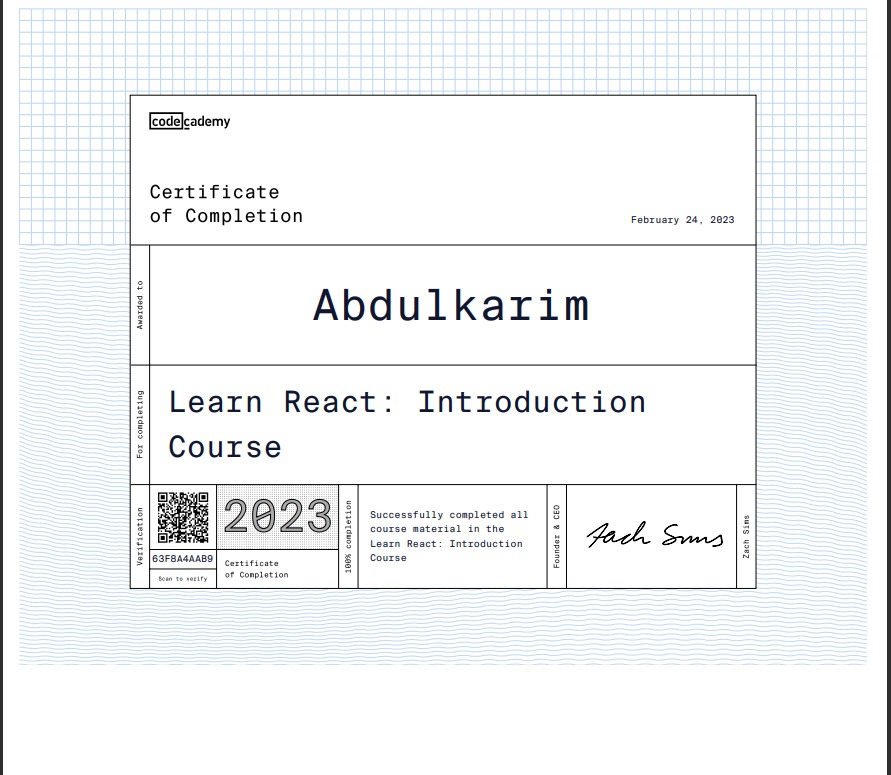 codecademy
Certificate
of Completion
February 24, 2023
Awarded to
Abdulkarim
For completing
Learn React: Introduction
Course
Verification
63F8A4AAB9
Scan to verify
2023
Certificate
of Completion
100% completion
Successfully completed all
course material in the
Learn React: Introduction
Course
Founder & CEO
Zach Sims
Zach Sims